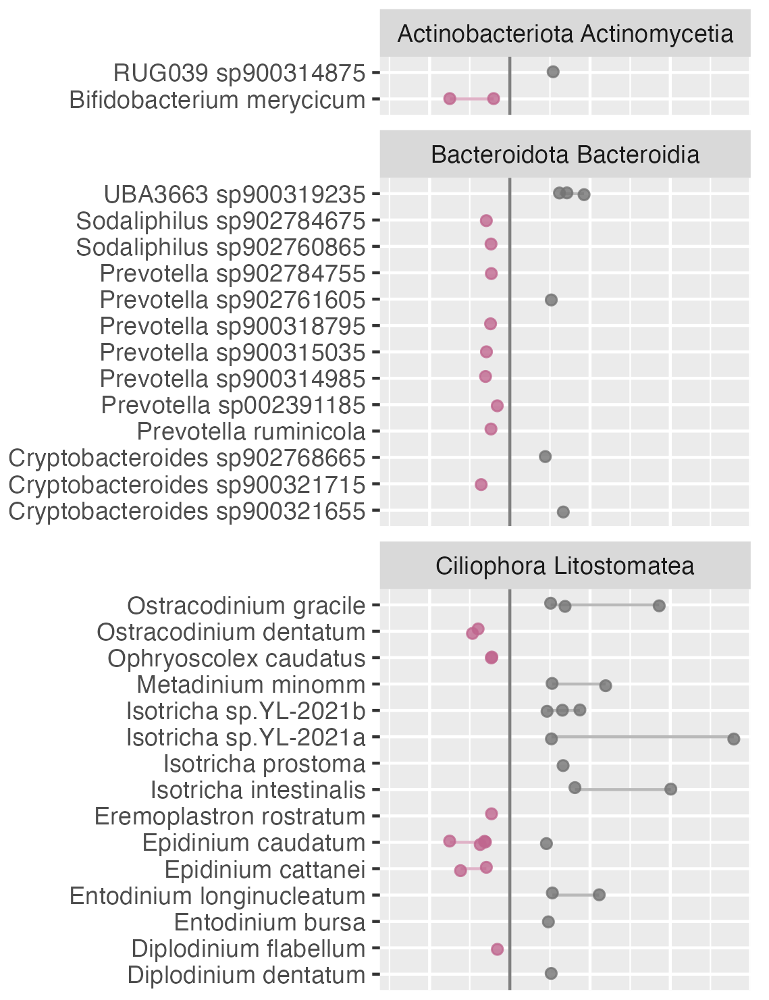 Actinobacteriota Actinomycetia
RUG039 sp900314875
Bifidobacterium merycicum
Bacteroidota Bacteroidia
UBA3663 sp900319235
Sodaliphilus sp902784675
Sodaliphilus sp902760865
Prevotella sp902784755
Prevotella sp902761605
Prevotella sp900318795
Prevotella sp900315035
Prevotella sp900314985
Prevotella sp002391185
Prevotella ruminicola
Cryptobacteroides sp902768665
Cryptobacteroides sp900321715
Cryptobacteroides sp900321655
Ciliophora Litostomatea
Ostracodinium gracile
Ostracodinium dentatum
Ophryoscolex caudatus
Metadinium minomm
Isotricha sp.YL-2021b
Isotricha sp.YL-2021a
Isotricha prostoma
Isotricha intestinalis
Eremoplastron rostratum
Epidinium caudatum
Epidinium cattanei
Entodinium longinucleatum
Entodinium bursa
Diplodinium flabellum
Diplodinium dentatum